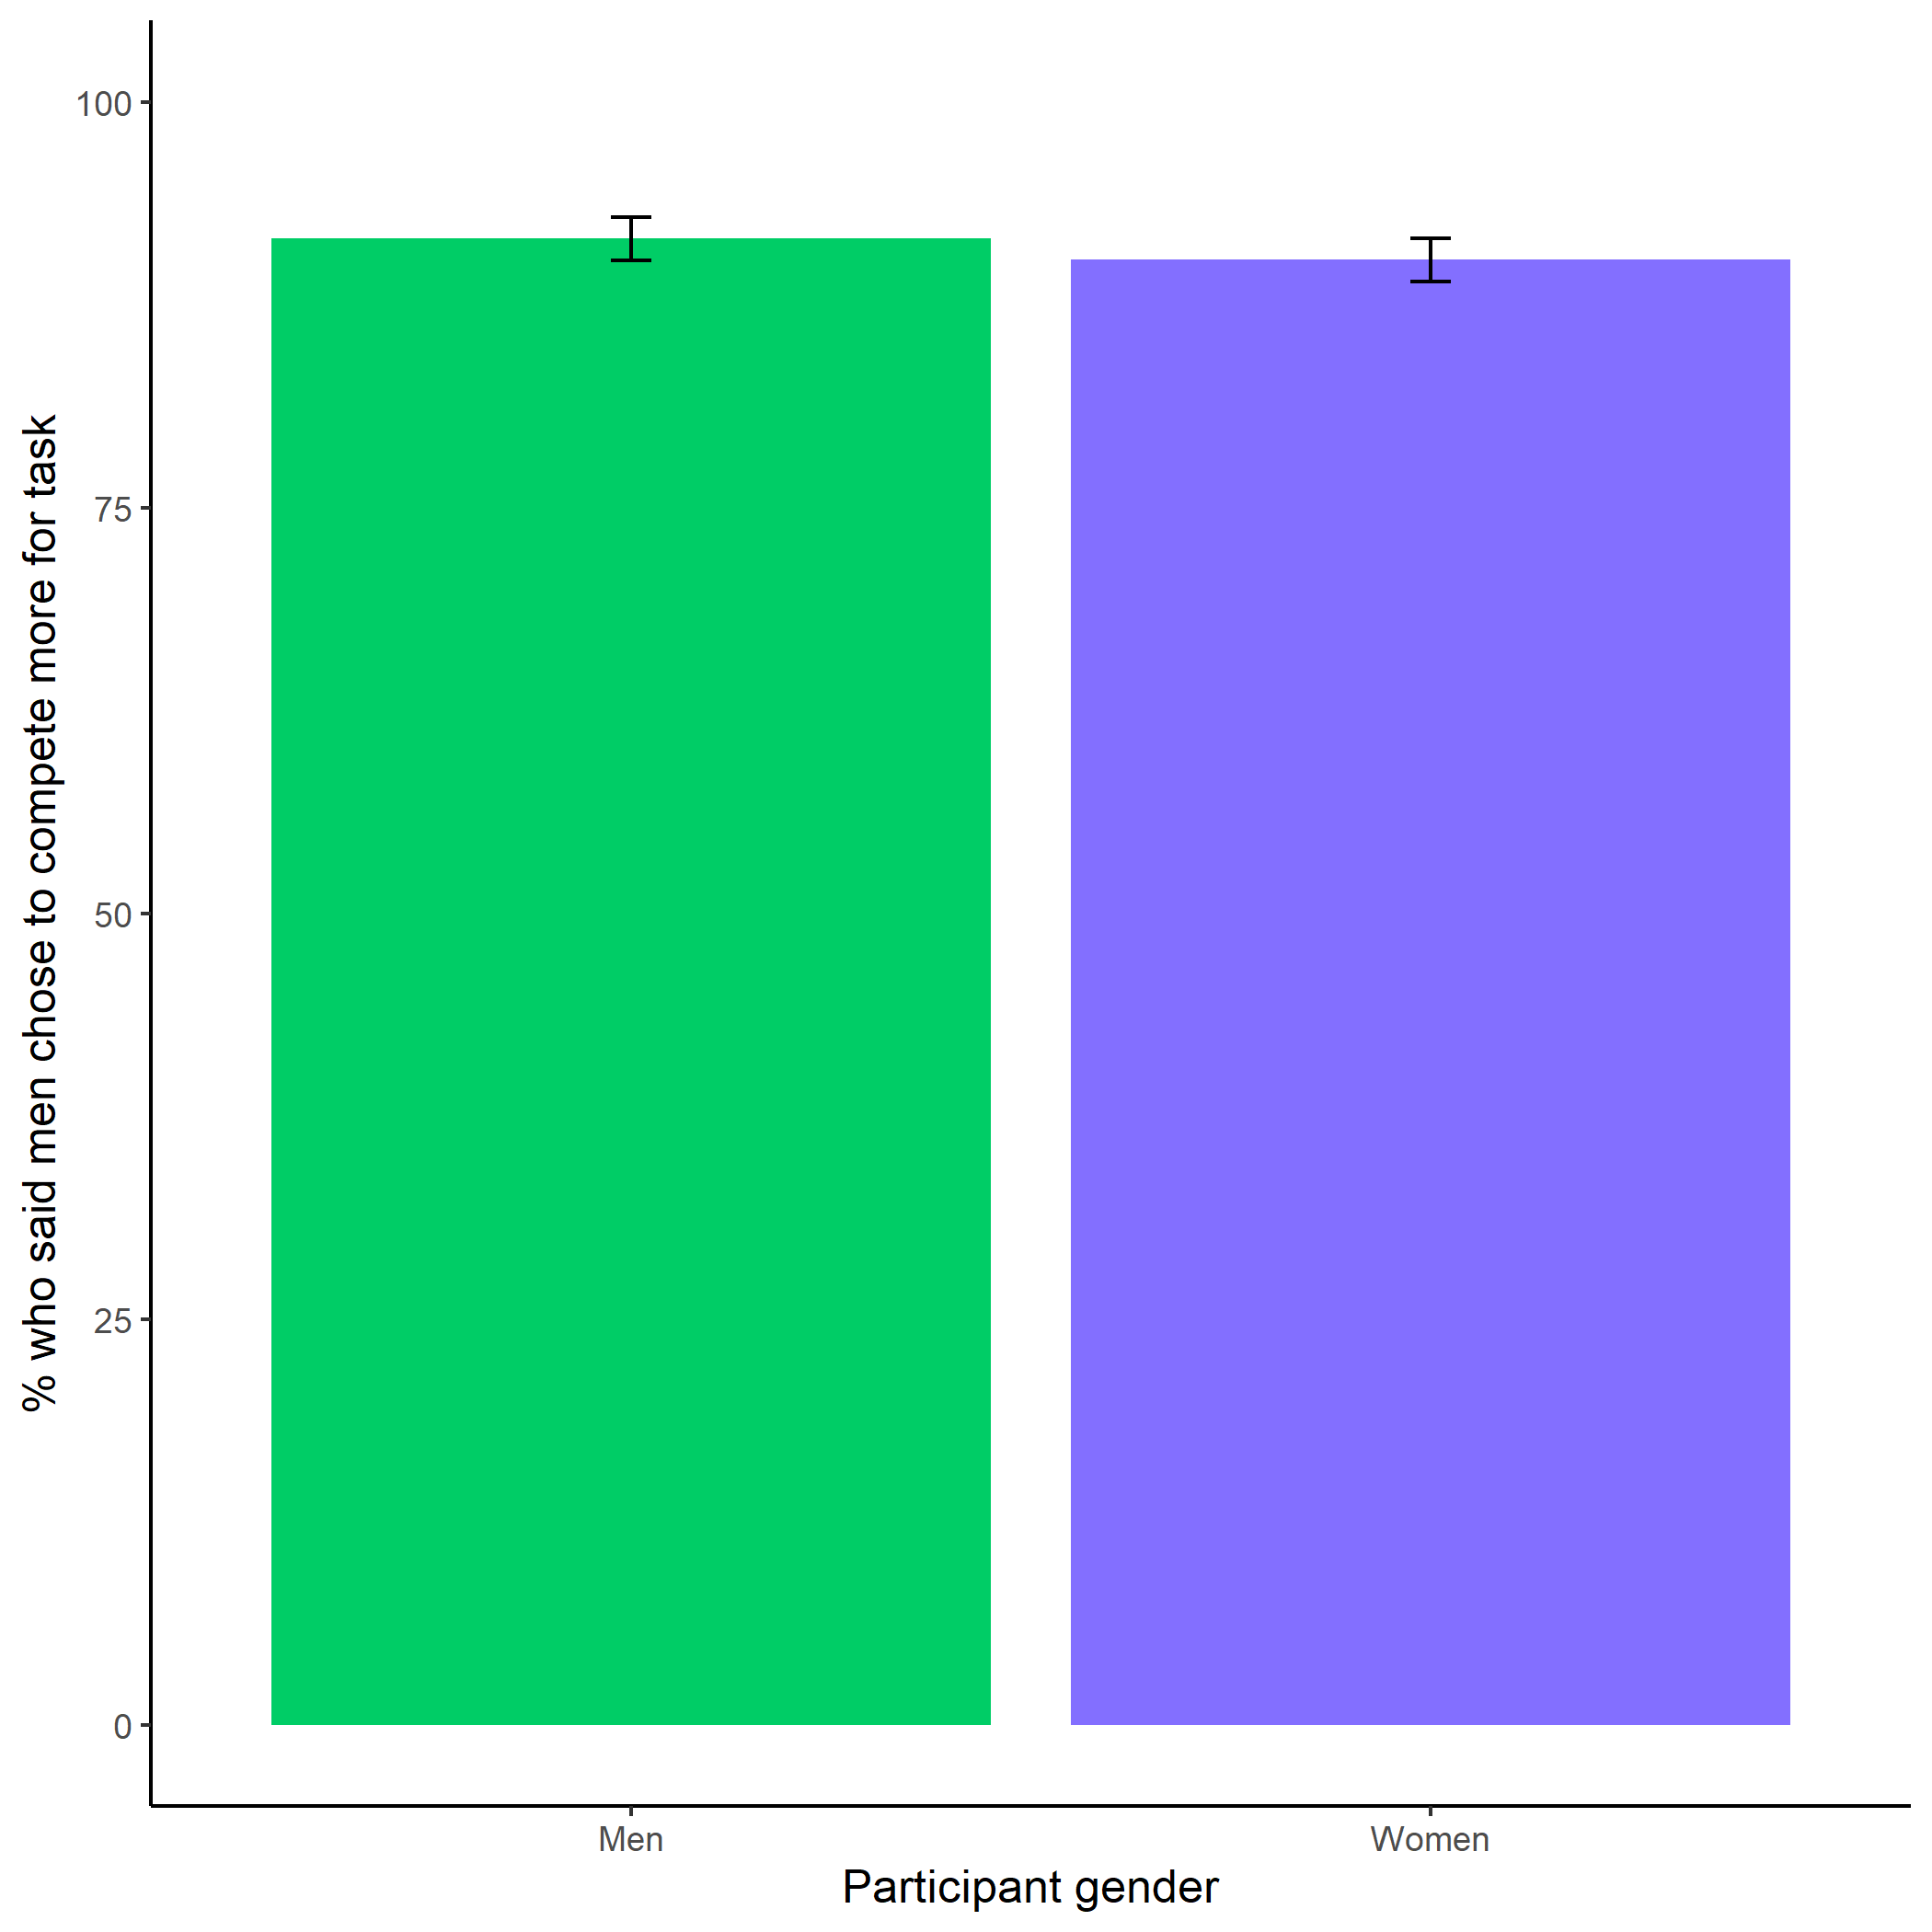 % who said men chose to compete more for task
100
75
50
25
0
Men Women
Participant gender